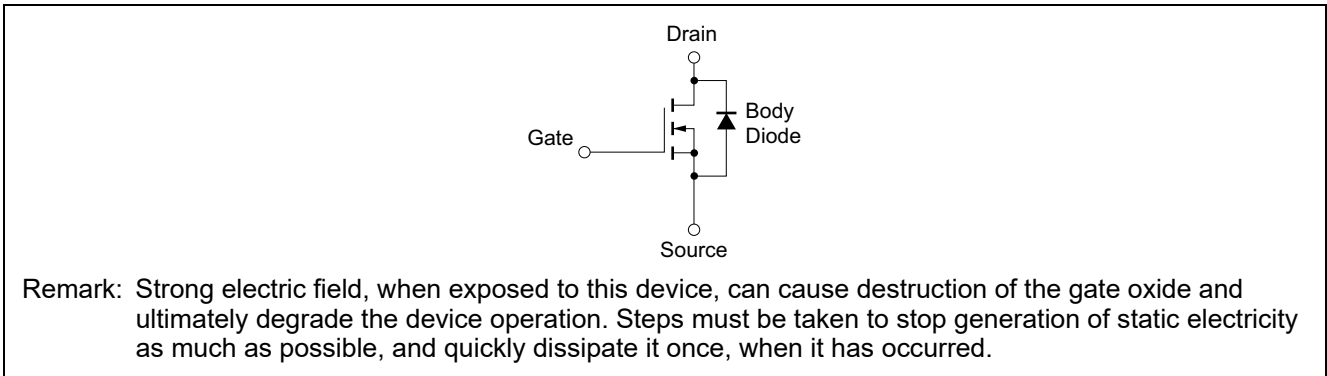 Drain
Body
Diode
Gate
Source
Remark: Strong electric field, when exposed to this device, can cause destruction of the gate oxide and
ultimately degrade the device operation. Steps must be taken to stop generation of static electricity
as much as possible, and quickly dissipate it once, when it has occurred.